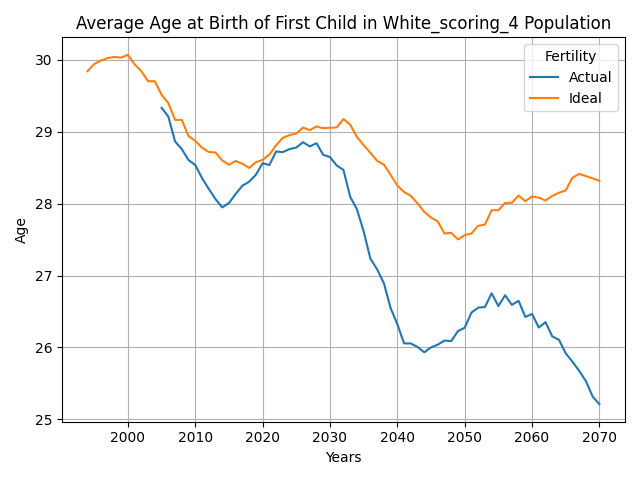 Average Age at Birth of First Child in White_scoring_4 Population
Fertility
Actual
Ideal
30
29
28
27
26
25
Age
2000
2010
2020
2030
2040
2050
2060
2070
Years